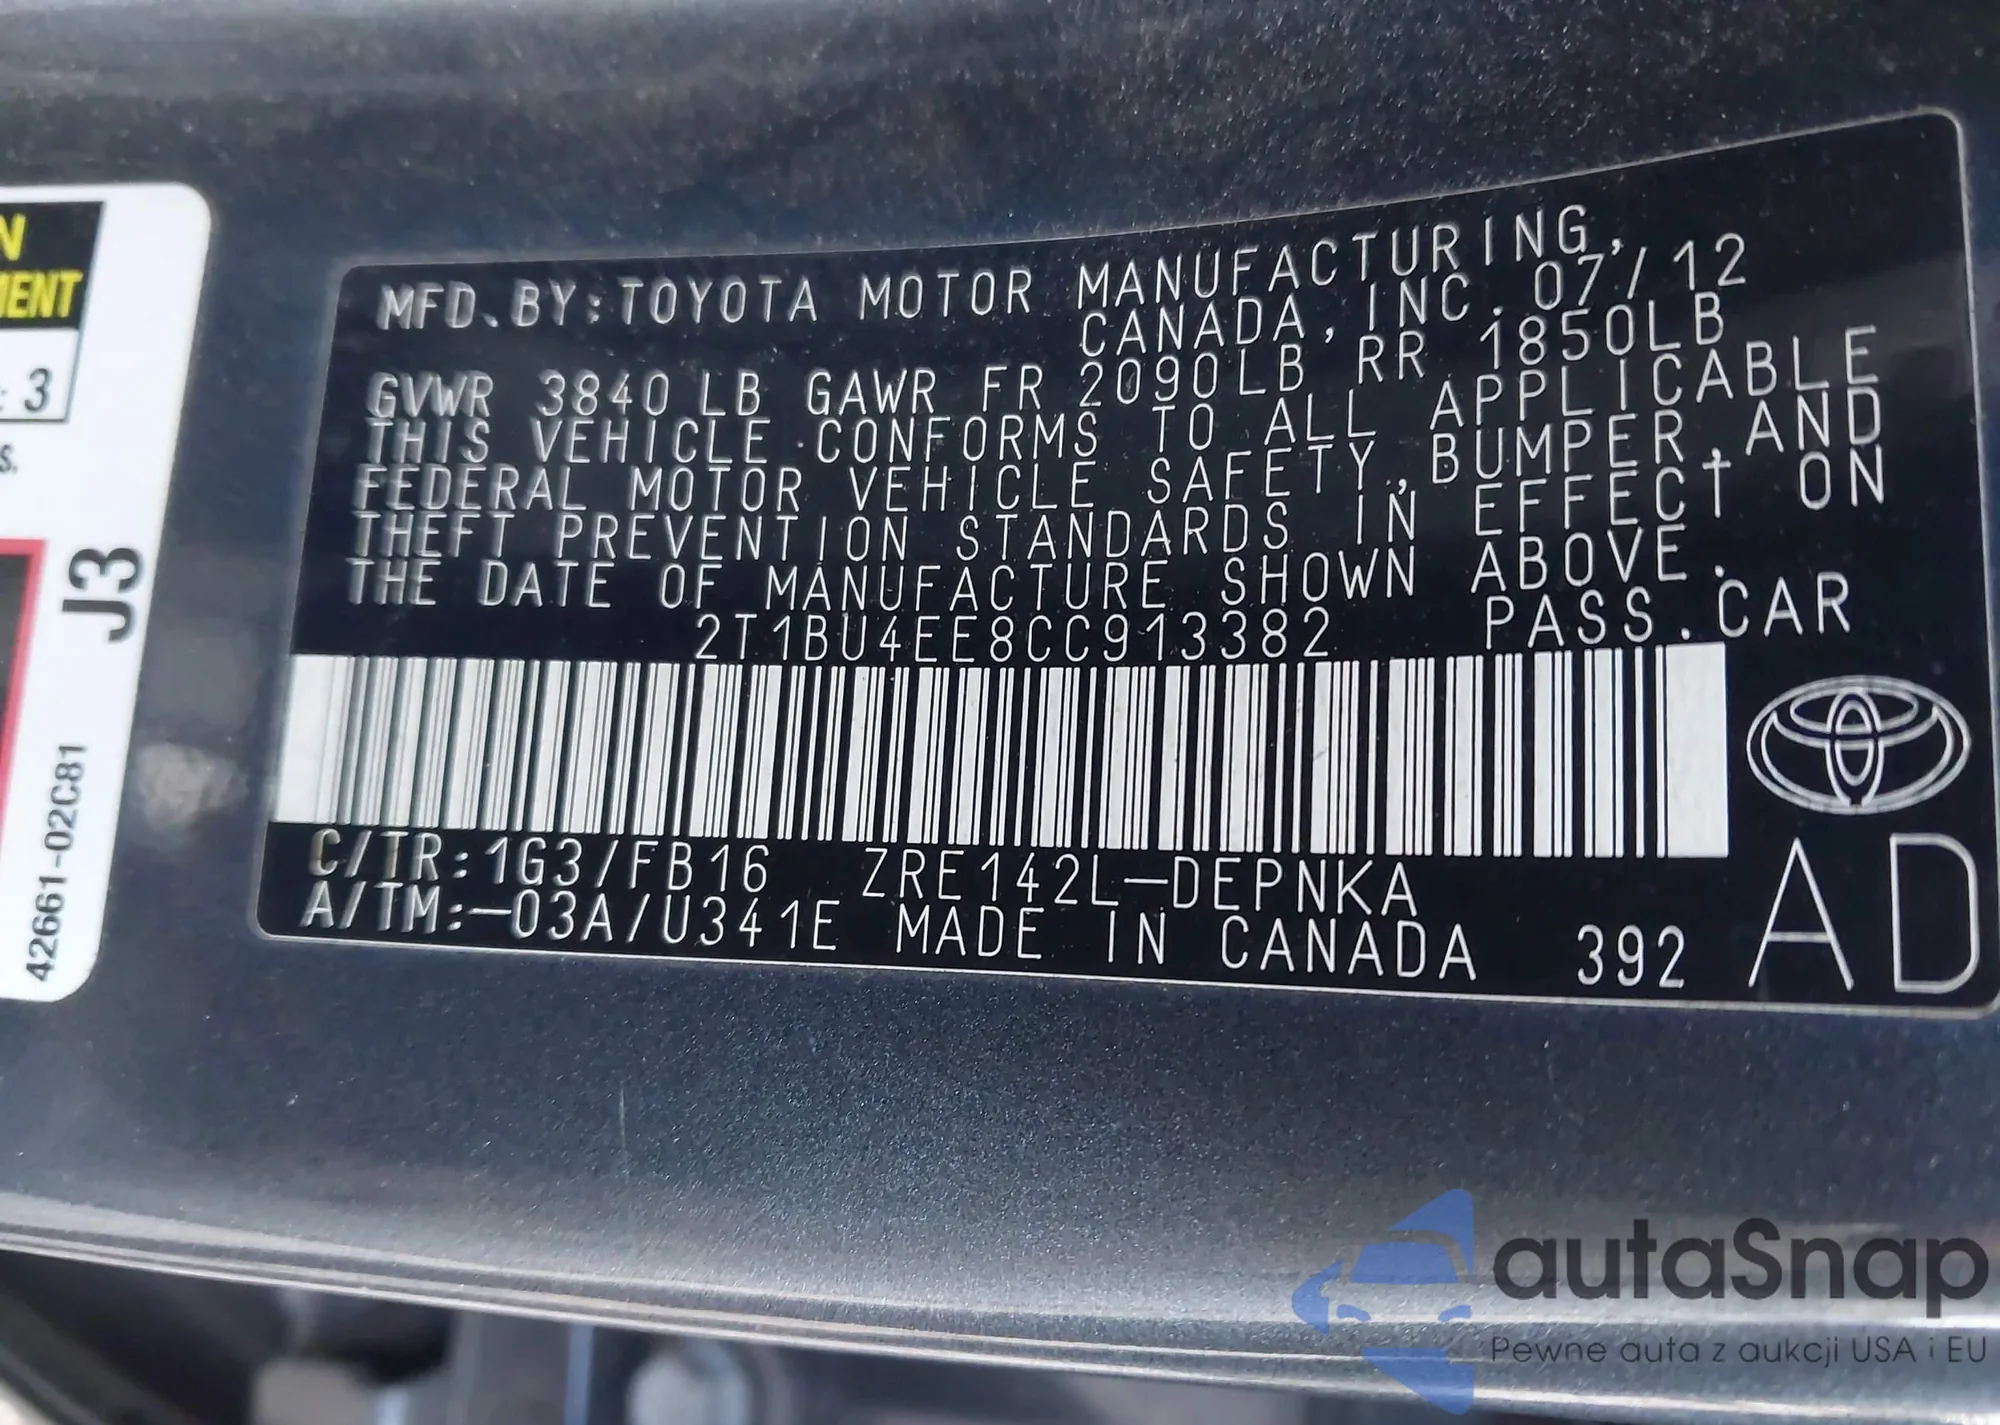 N
MENT
: 3
s.
J3
42661-02C81
MFD.BY:TOYOTA MOTOR MANUFACTURING,
CANADA,INC.07/12
GVWR 3840 LB GAWR FR 2090LB RR 1850LB
THIS VEHICLE CONFORMS TO ALL APPLICABLE
FEDERAL MOTOR VEHICLE SAFETY,BUMPER,AND
THEFT PREVENTION STANDARDS IN EFFECT ON
THE DATE OF MANUFACTURE SHOWN ABOVE.
2T1BU4EE8CC913382 PASS.CAR
C/TR:1G3/FB16 ZRE142L-DEPNKA
A/TM:-03A/U341E MADE IN CANADA 392
AD
autaSnap
Pewne auta z aukcji USA i EU